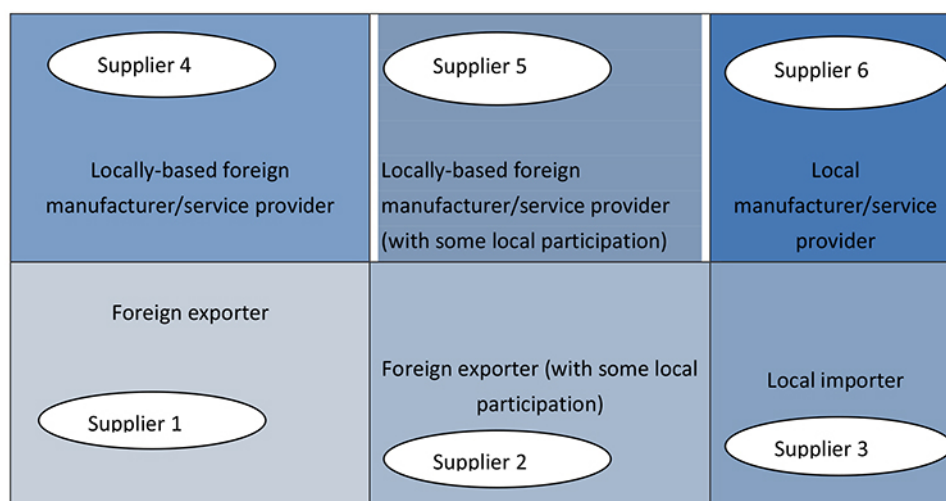 Supplier 4
Locally-based foreign
manufacturer/service provider
Supplier 5
Locally-based foreign
manufacturer/service provider
(with some local participation)
Supplier 6
Local
manufacturer/service
provider
Foreign exporter
Supplier 1
Foreign exporter (with some local
participation)
Supplier 2
Local importer
Supplier 3